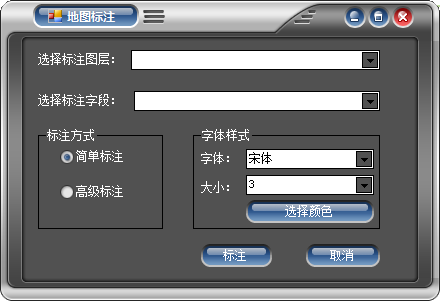 地图标注
选择标注图层：
选择标注字段：
标注方式
简单标注
高级标注
字体样式
字体： 宋体
大小： 3
选择颜色
标注 取消